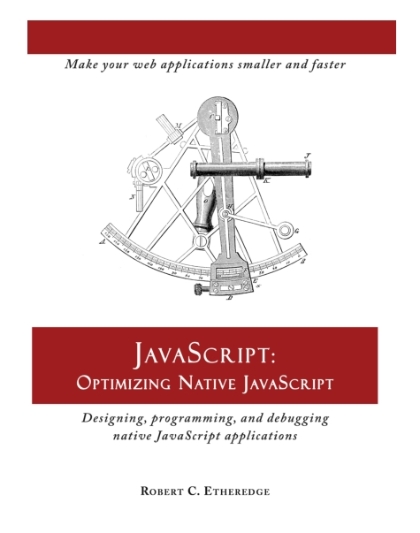 Make your web applications smaller and faster
JavaScript:
Optimizing Native JavaScript
Designing, programming, and debugging
native JavaScript applications
Robert C. Etheredge